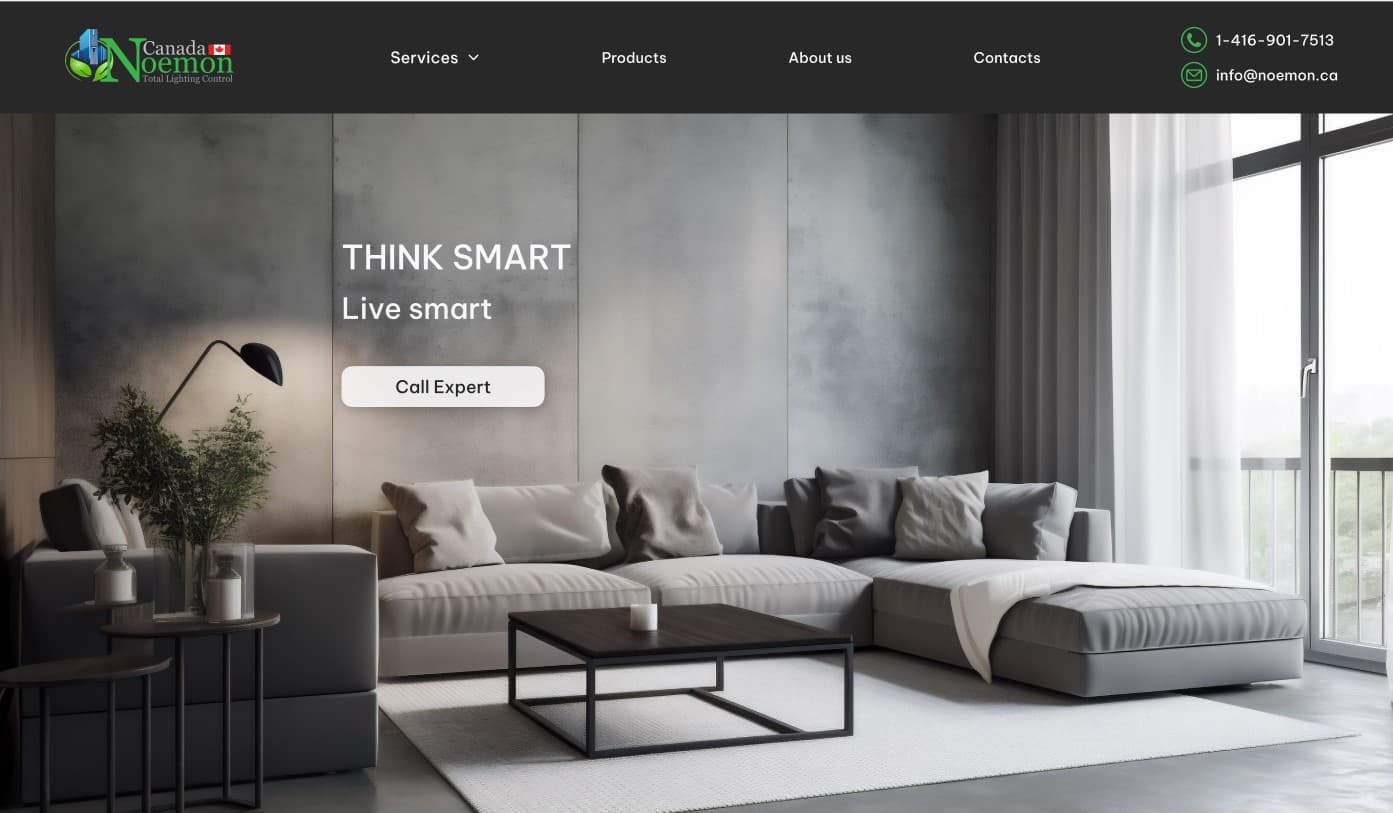 Canada
Noemon
Total Lighting Control
Services
Products
About us
Contacts
1-416-901-7513
info@noemon.ca
THINK SMART
Live smart
Call Expert